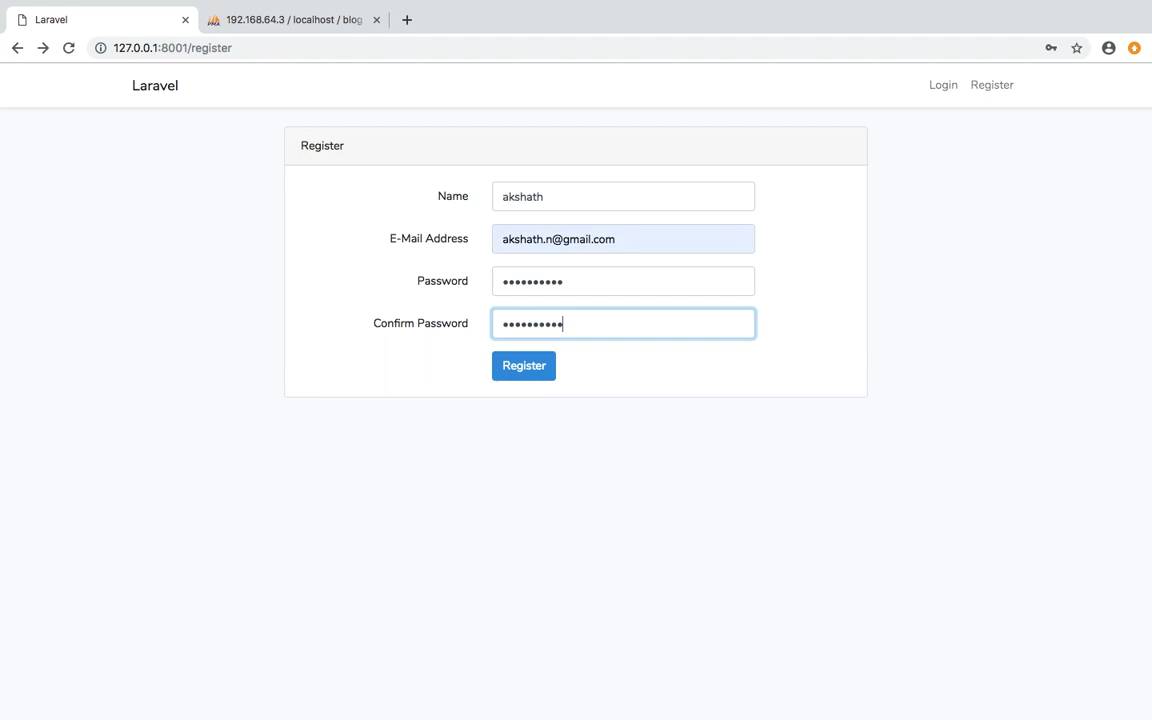 Laravel
192.168.64.3 / localhost / blog
127.0.0.1:8001/register
Laravel
Login
Register
Register
Name
akshath
E-Mail Address
akshath.n@gmail.com
Password
••••••••••
Confirm Password
••••••••••
Register